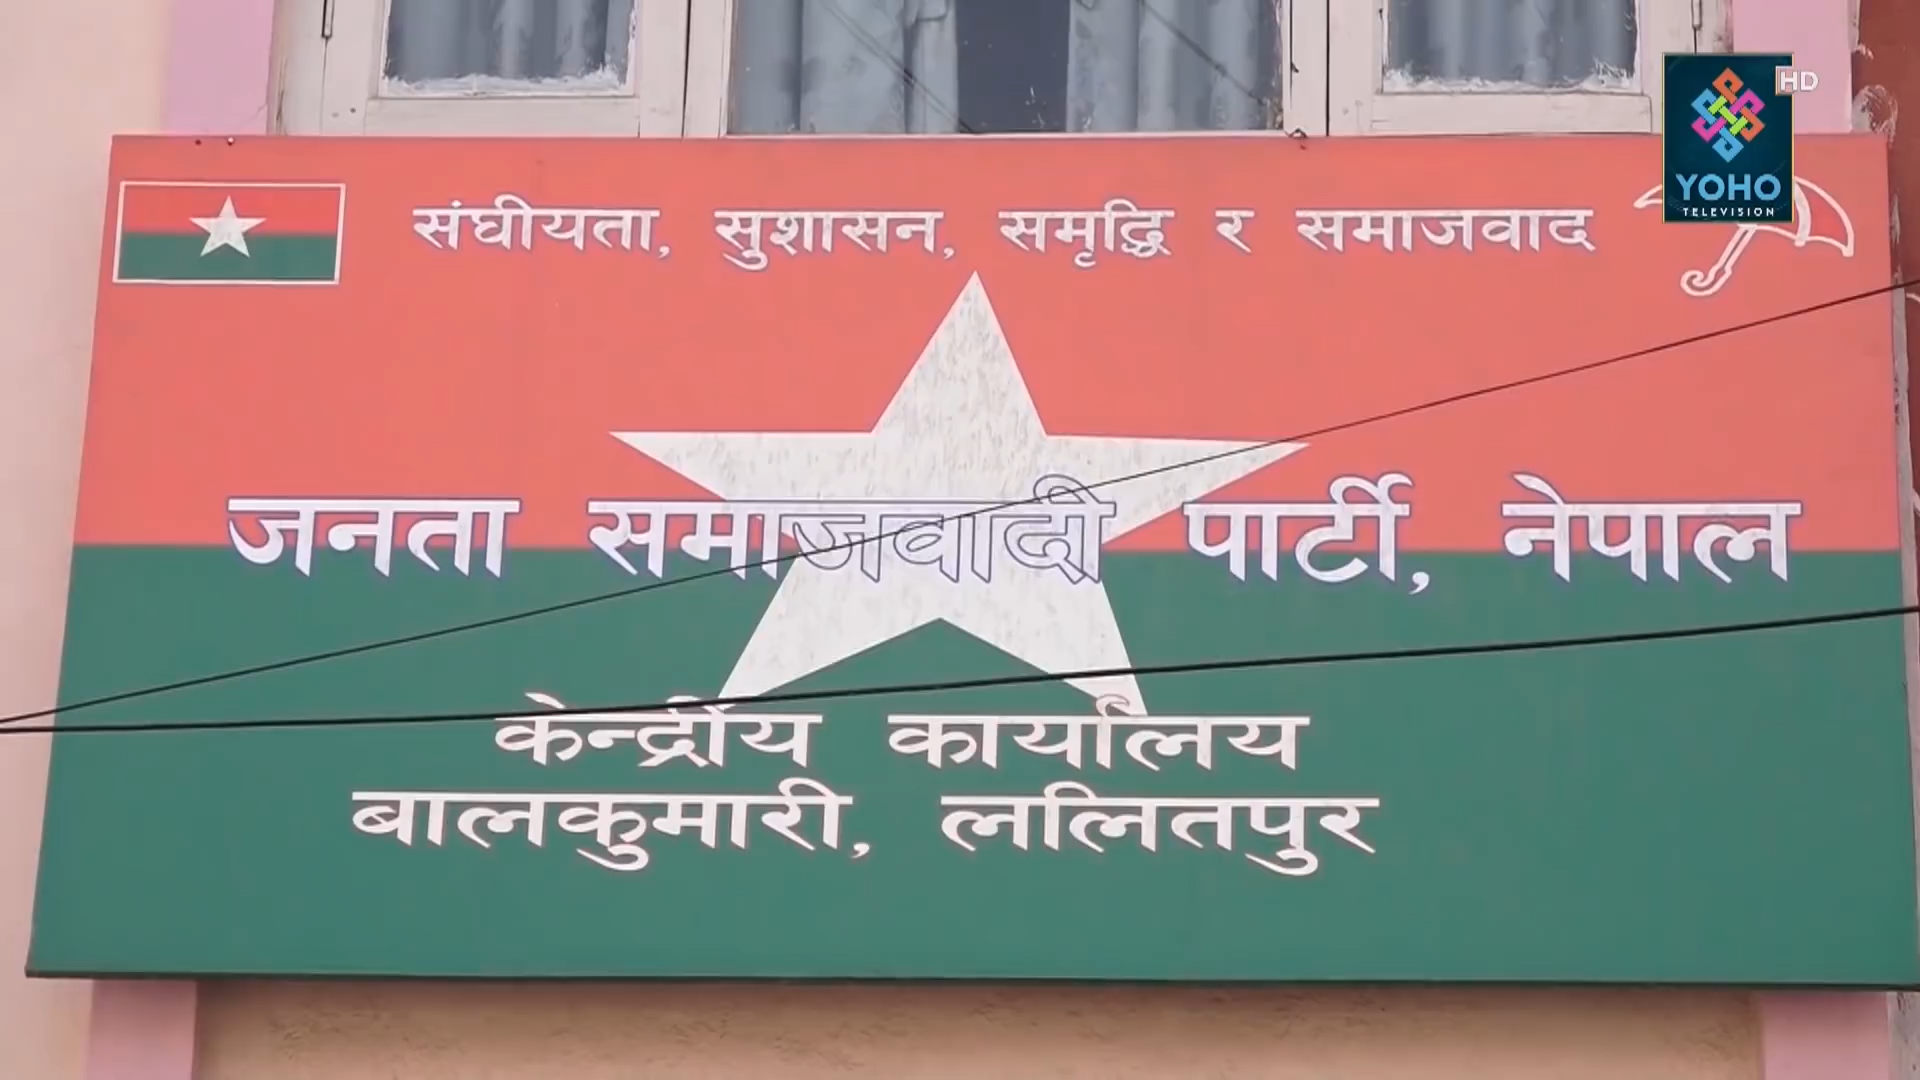 HD
YOHO
TELEVISION
संघीयता, सुशासन, समृद्धि र समाजवाद
जनता समाजवादी पार्टी, नेपाल
केन्द्रीय कार्यालय
बालकुमारी, ललितपुर